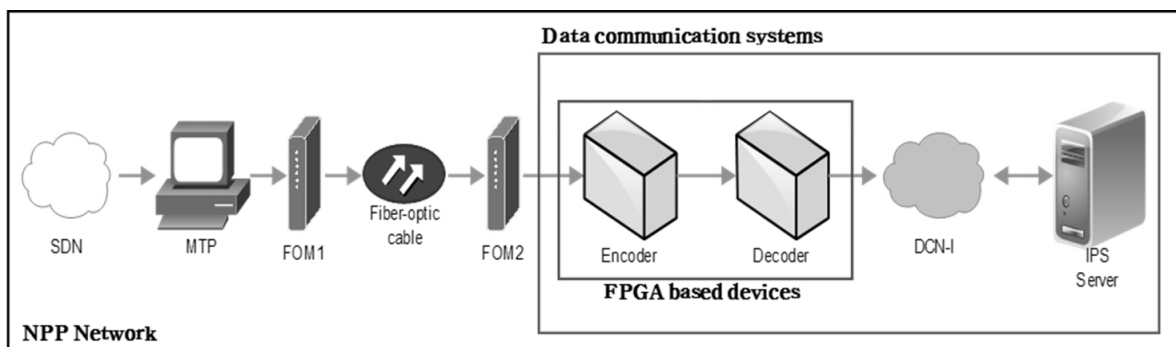 Data communication systems
SDN
MTP
FOM1
Fiber-optic
cable
FOM2
Encoder
Decoder
DCN-I
IPS
Server
FPGA based devices
NPP Network